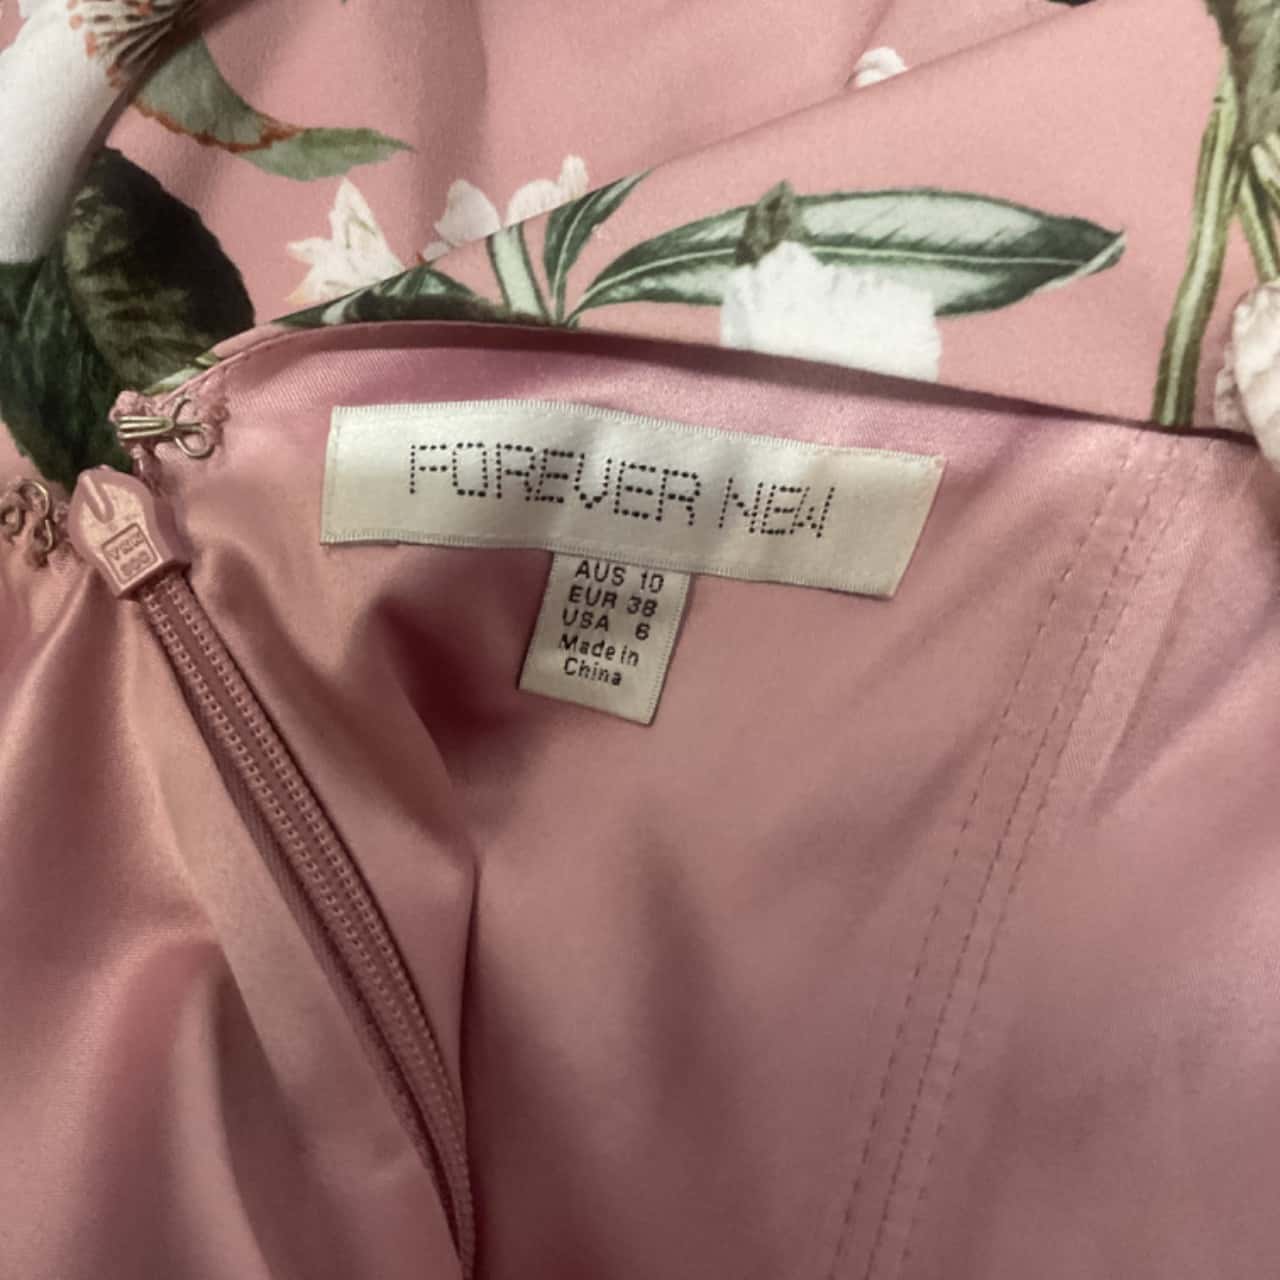 FOREVER NEW
AUS 10
EUR 38
USA 6
Made in
China